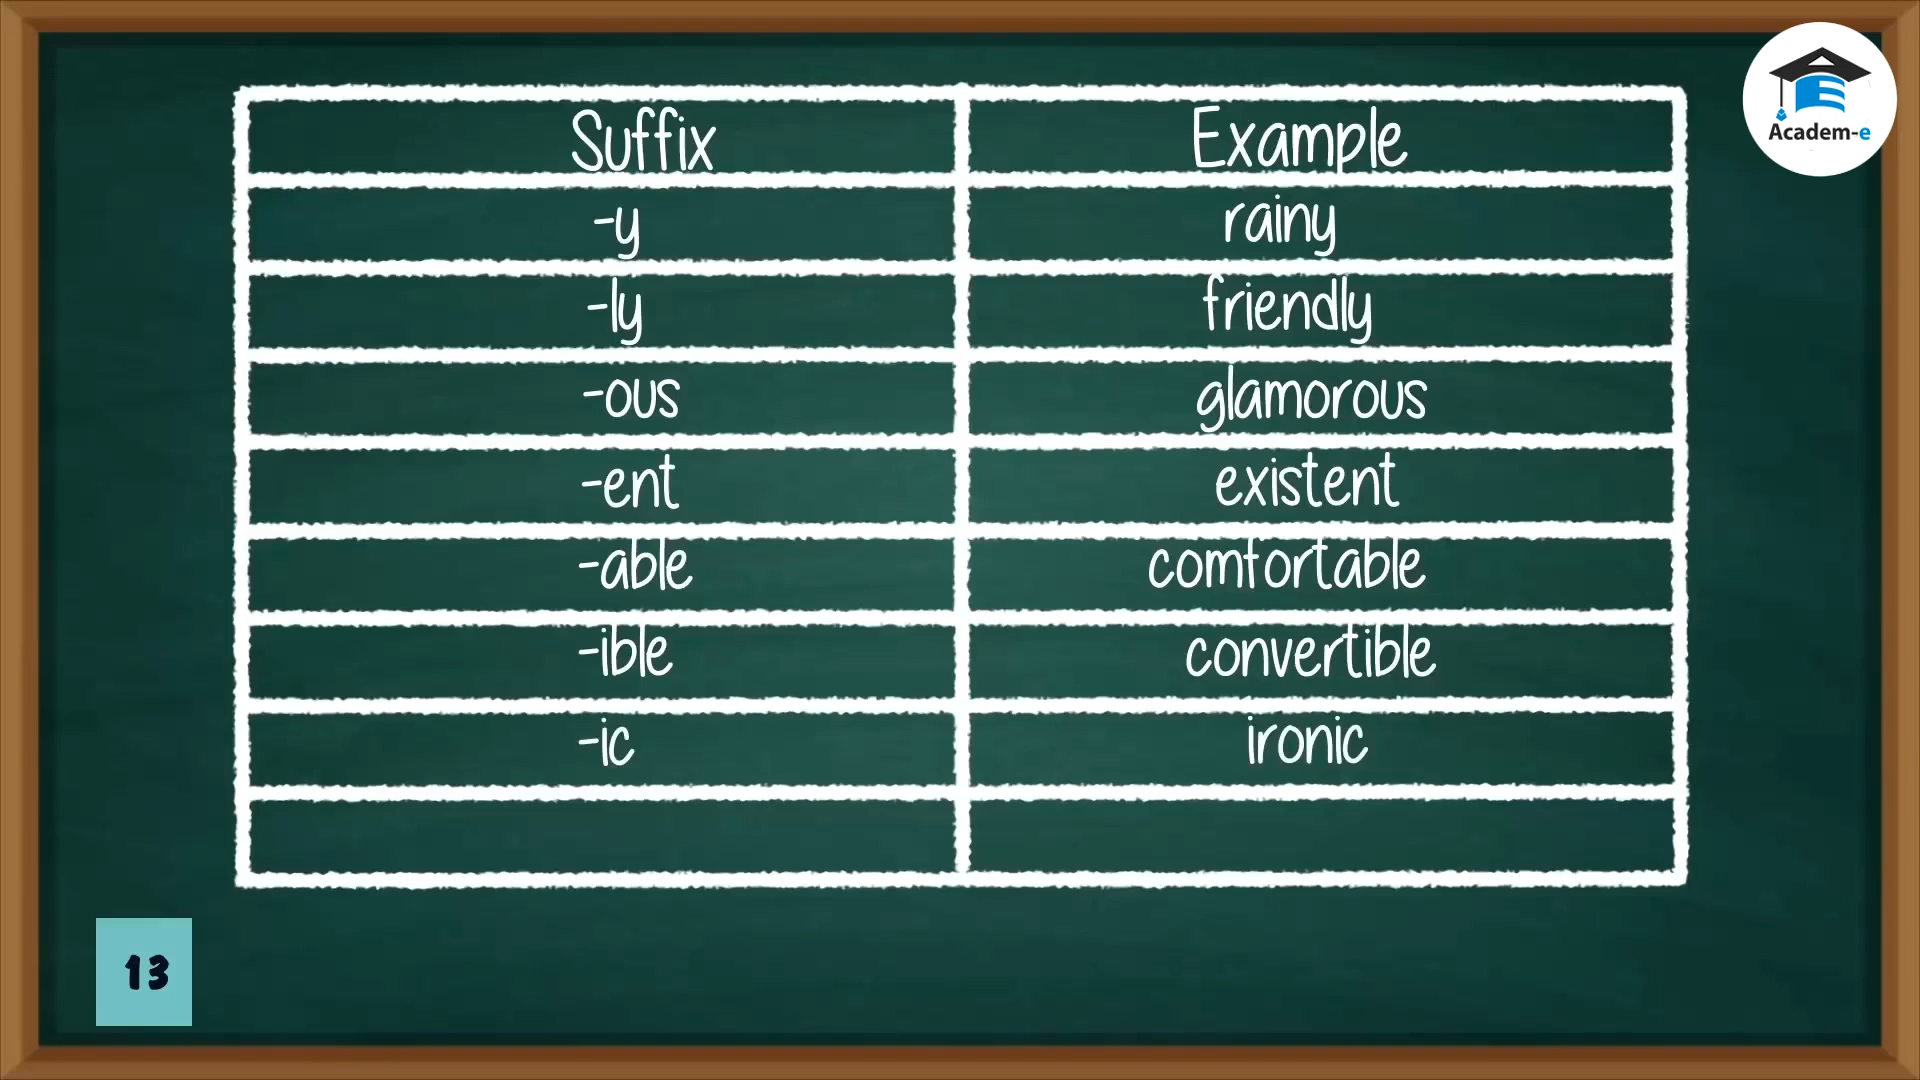 Academ-e
Suffix Example
-y rainy
-ly friendly
-ous glamorous
-ent existent
-able comfortable
-ible convertible
-ic ironic
13